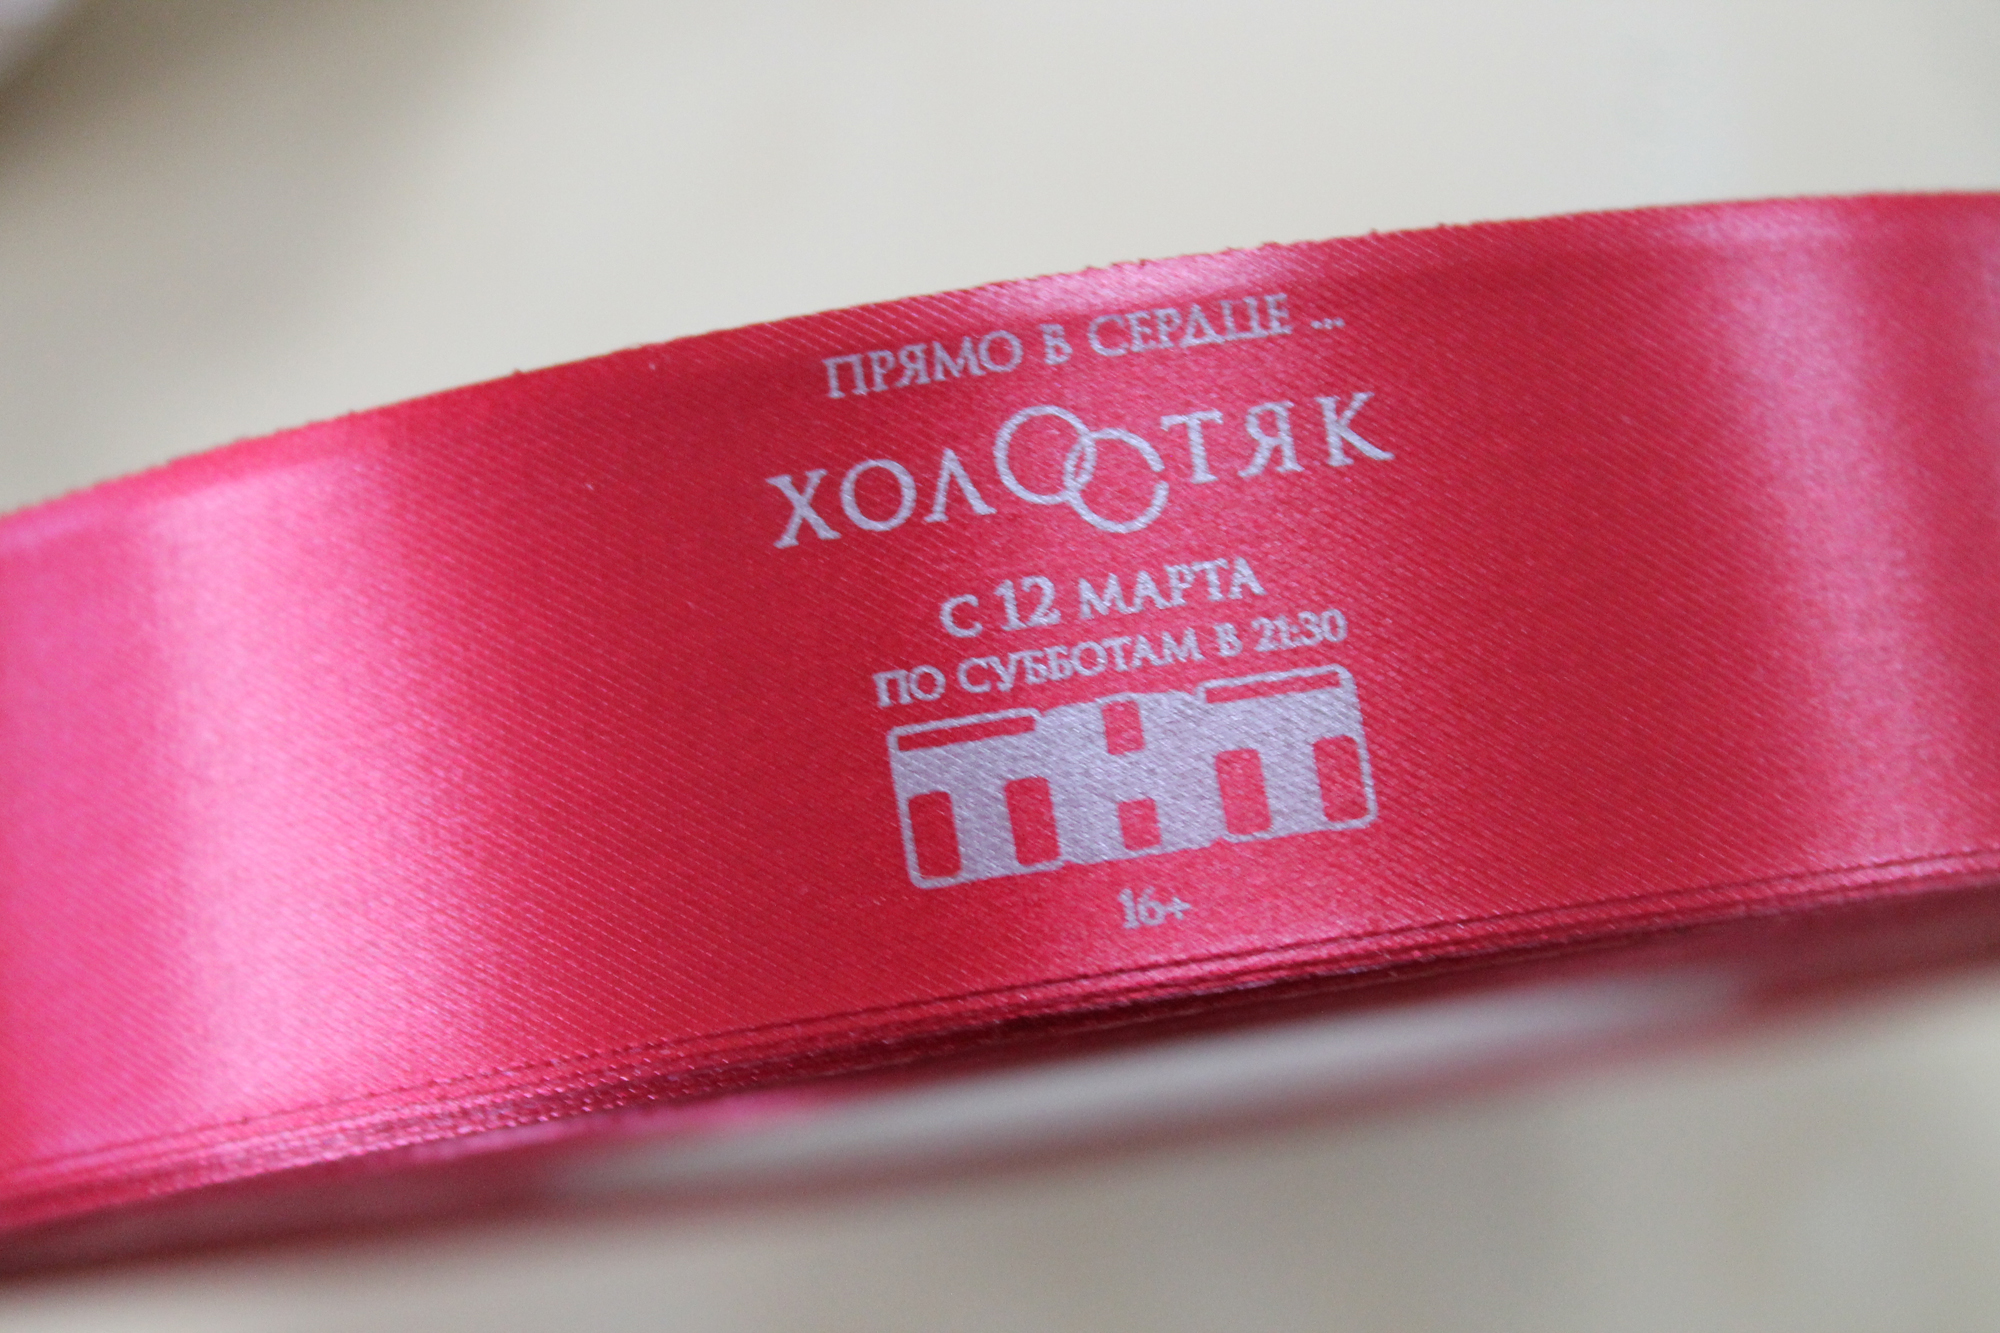 ПРЯМО В СЕРДЦЕ ...
ХОЛОСТЯК
С 12 МАРТА
ПО СУББОТАМ В 21:30
ТНТ
16+